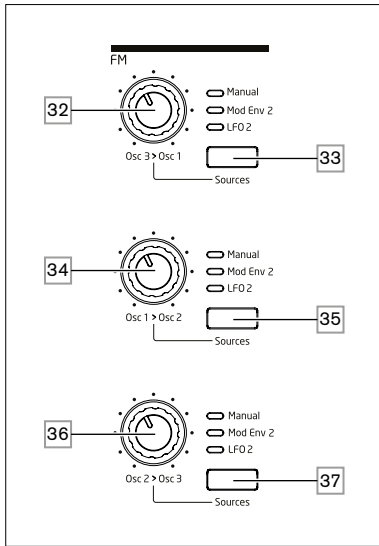 FM
Manual
32
Mod Env 2
LFO 2
Osc 3 > Osc 1
33
Sources
Manual
34
Mod Env 2
LFO 2
Osc 1 > Osc 2
35
Sources
Manual
36
Mod Env 2
LFO 2
Osc 2 > Osc 3
37
Sources